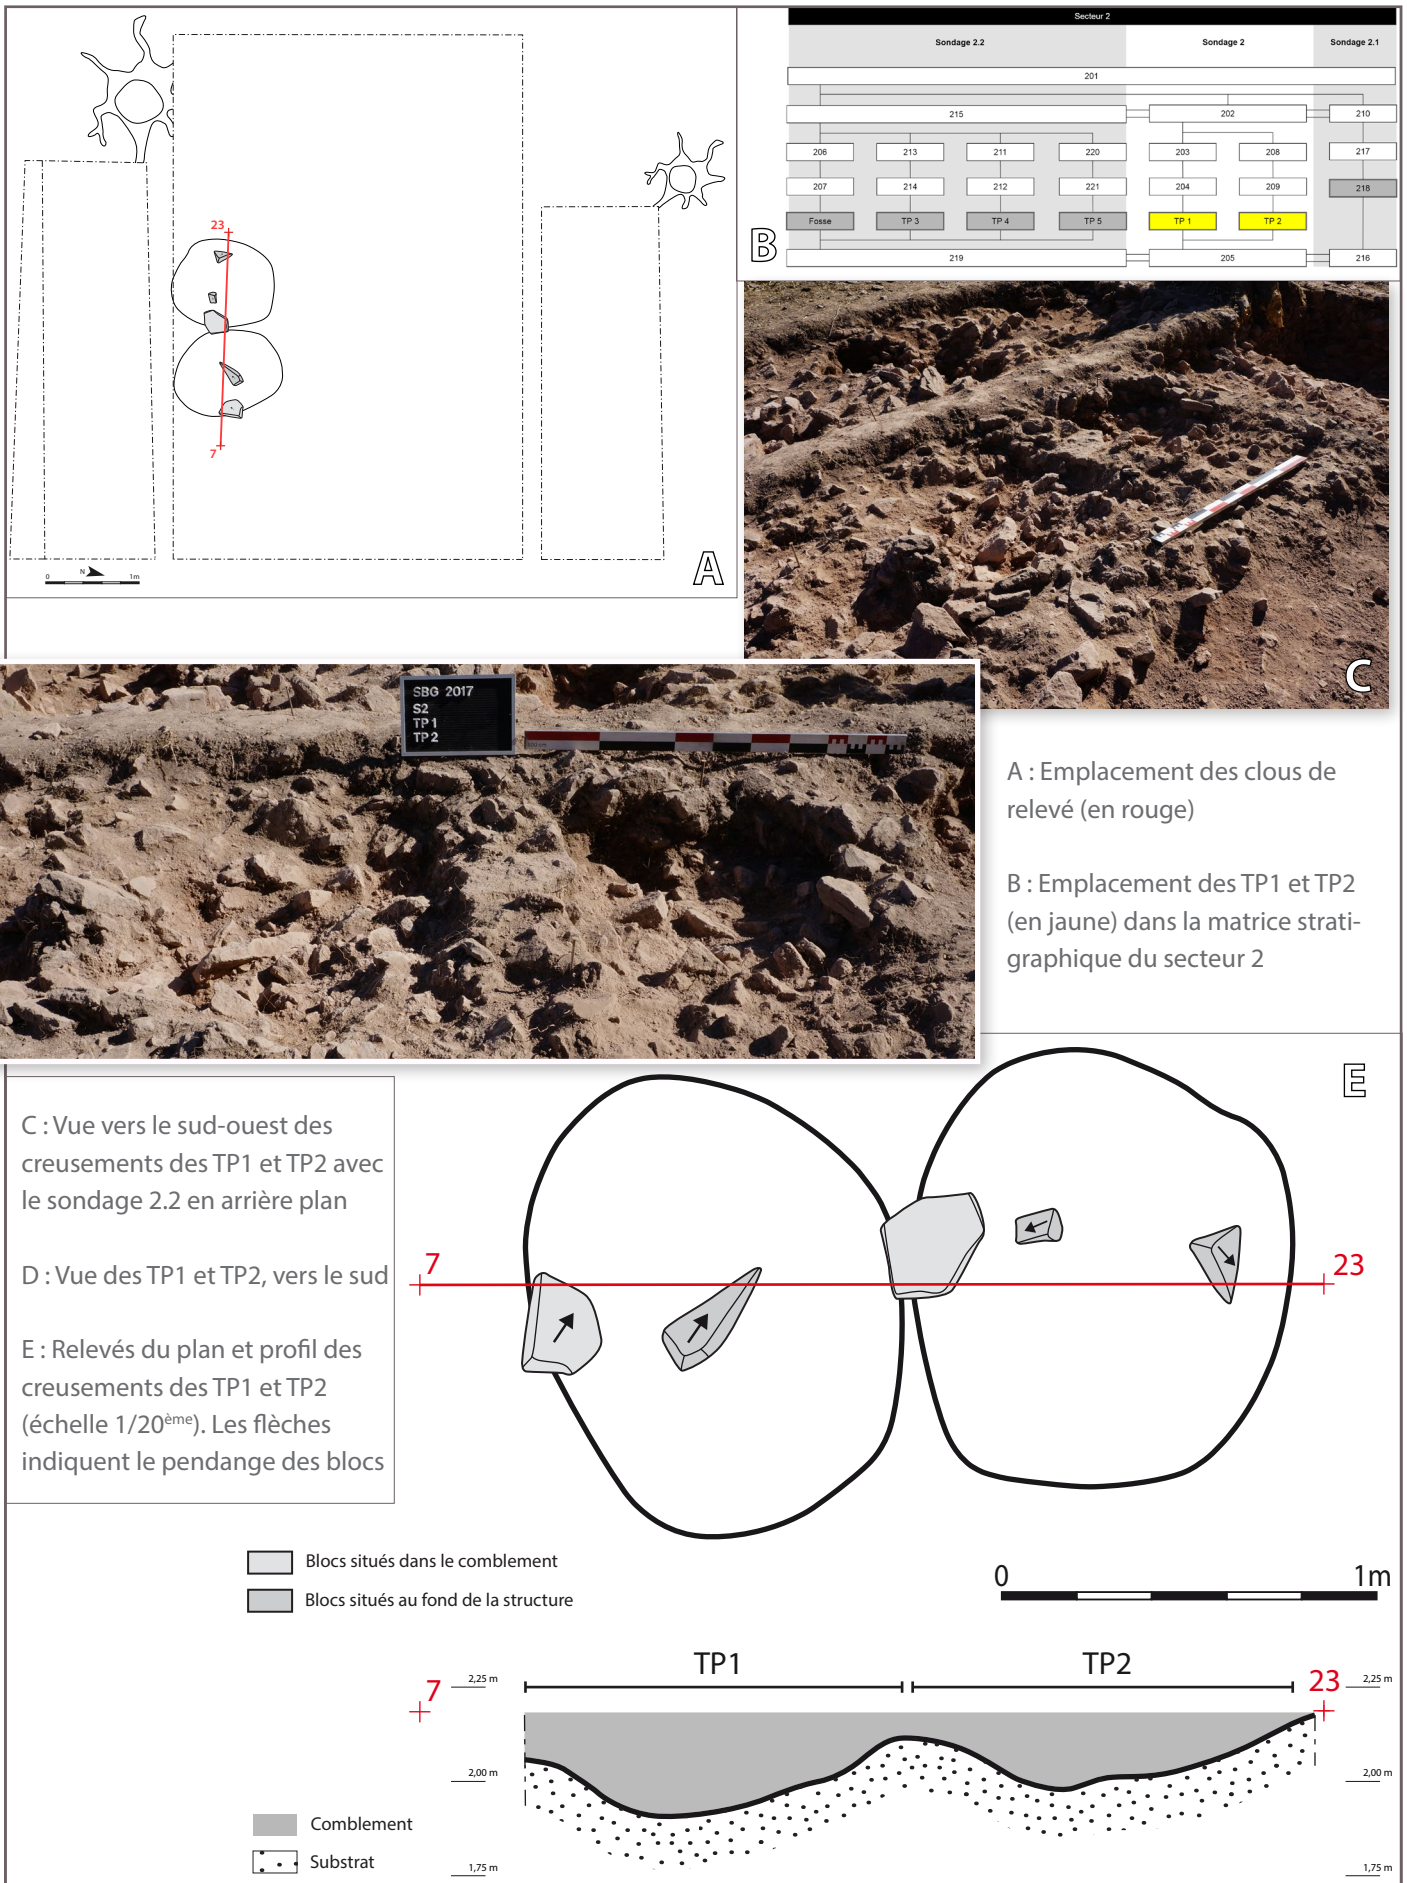 23
7
N
0 1m
A
Secteur 2
Sondage 2.2 Sondage 2 Sondage 2.1
201
215 202 210
206 213 211 220 203 208 217
207 214 212 221 204 209 218
Fosse TP 3 TP 4 TP 5 TP 1 TP 2
219 205 216
B
C
SBG 2017
S2
TP 1
TP 2
A : Emplacement des clous de
relevé (en rouge)
B : Emplacement des TP1 et TP2
(en jaune) dans la matrice strati-
graphique du secteur 2
E
C : Vue vers le sud-ouest des
creusements des TP1 et TP2 avec
le sondage 2.2 en arrière plan
D : Vue des TP1 et TP2, vers le sud
E : Relevés du plan et profil des
creusements des TP1 et TP2
(échelle 1/20ème). Les flèches
indiquent le pendange des blocs
7 23
Blocs situés dans le comblement
Blocs situés au fond de la structure
0 1m
TP1 TP2
7 2,25 m 23 2,25 m
2,00 m 2,00 m
Comblement
Substrat
1,75 m 1,75 m